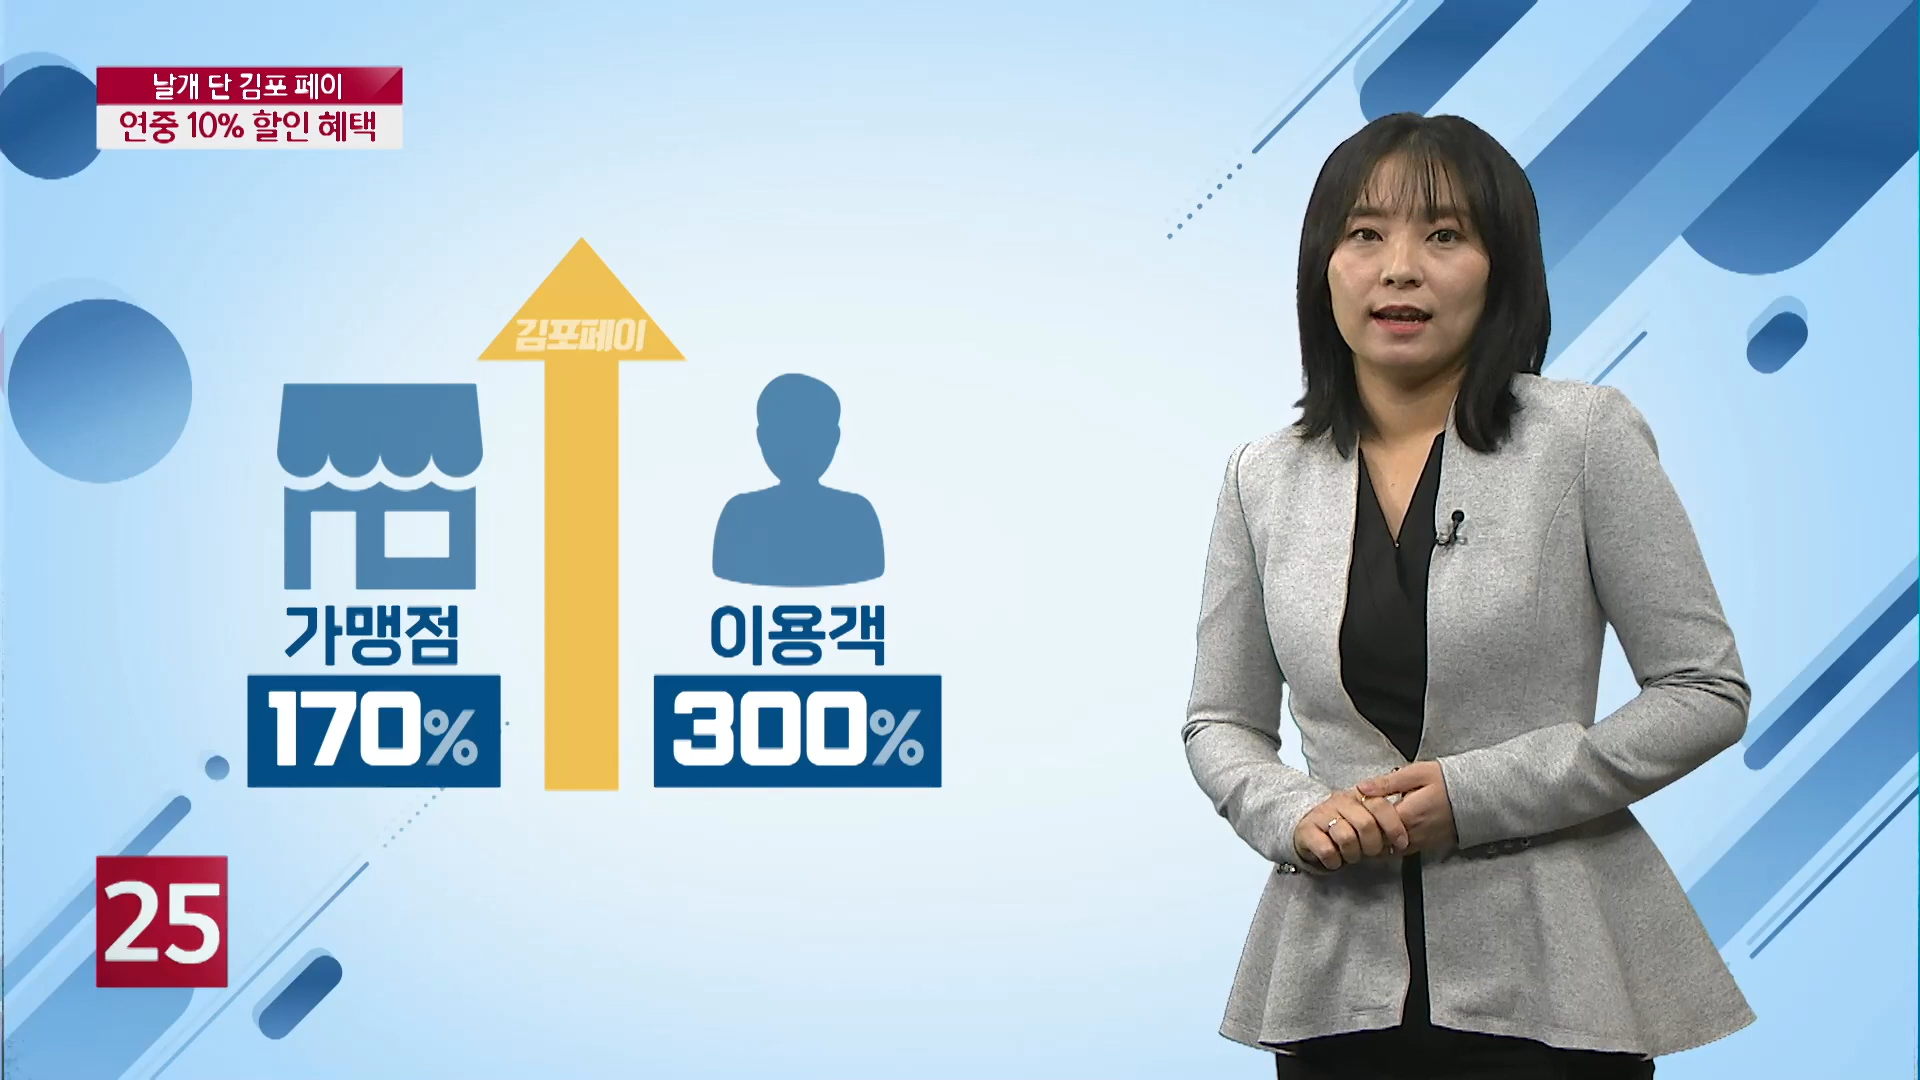 날개 단 김포 페이
연중 10% 할인 혜택
김포페이
가맹점
170%
이용객
300%
25